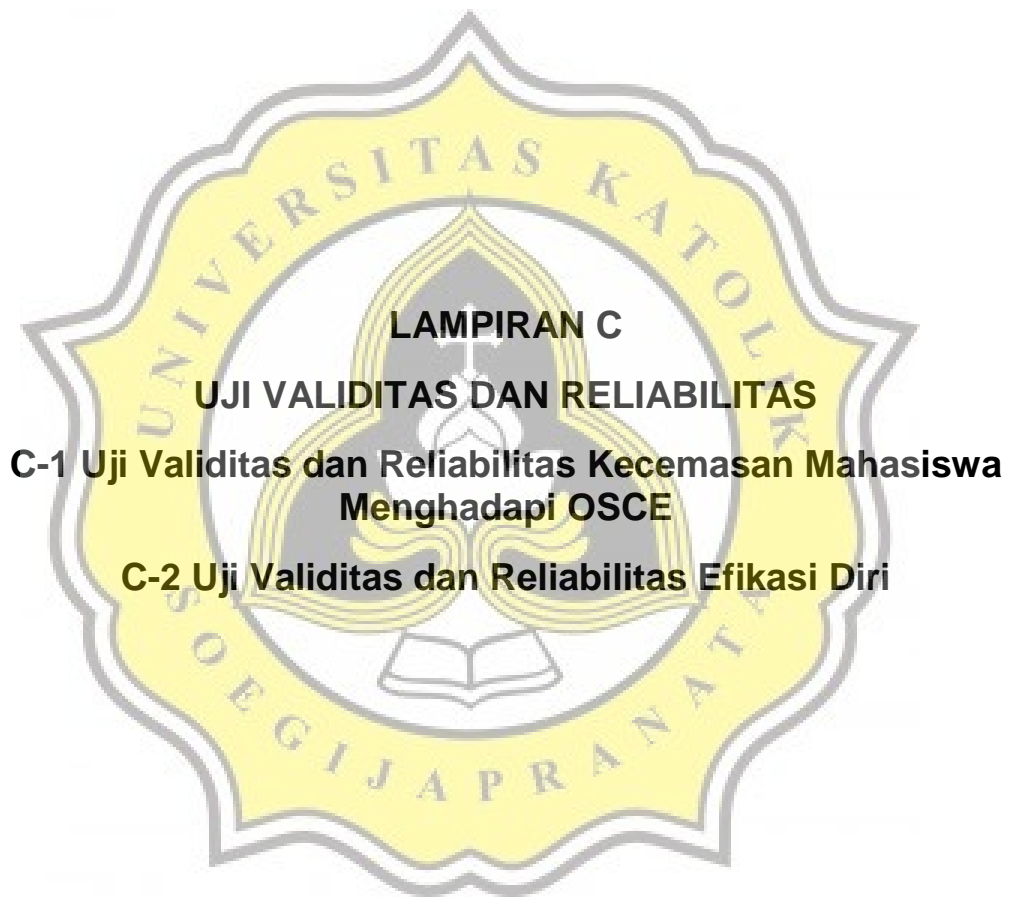 UNIVERSITAS KATOLIK
LAMPIRAN C
UJI VALIDITAS DAN RELIABILITAS
C-1 Uji Validitas dan Reliabilitas Kecemasan Mahasiswa
Menghadapi OSCE
C-2 Uji Validitas dan Reliabilitas Efikasi Diri
SOEGIJAPRANATA